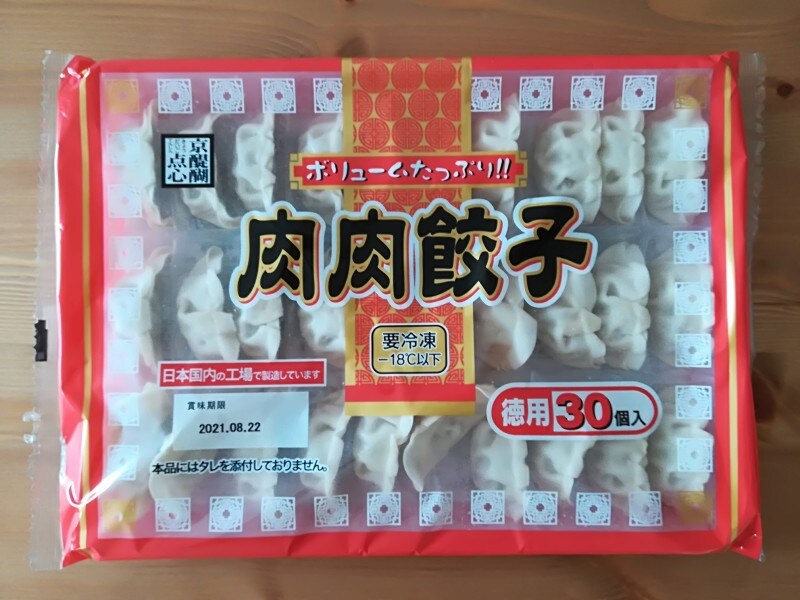 京醍醐
点心
ボリュームたっぷり!!
肉肉餃子
要冷凍
−18℃以下
日本国内の工場で製造しています
賞味期限
2021.08.22
徳用30個入
本品にはタレを添付しておりません。